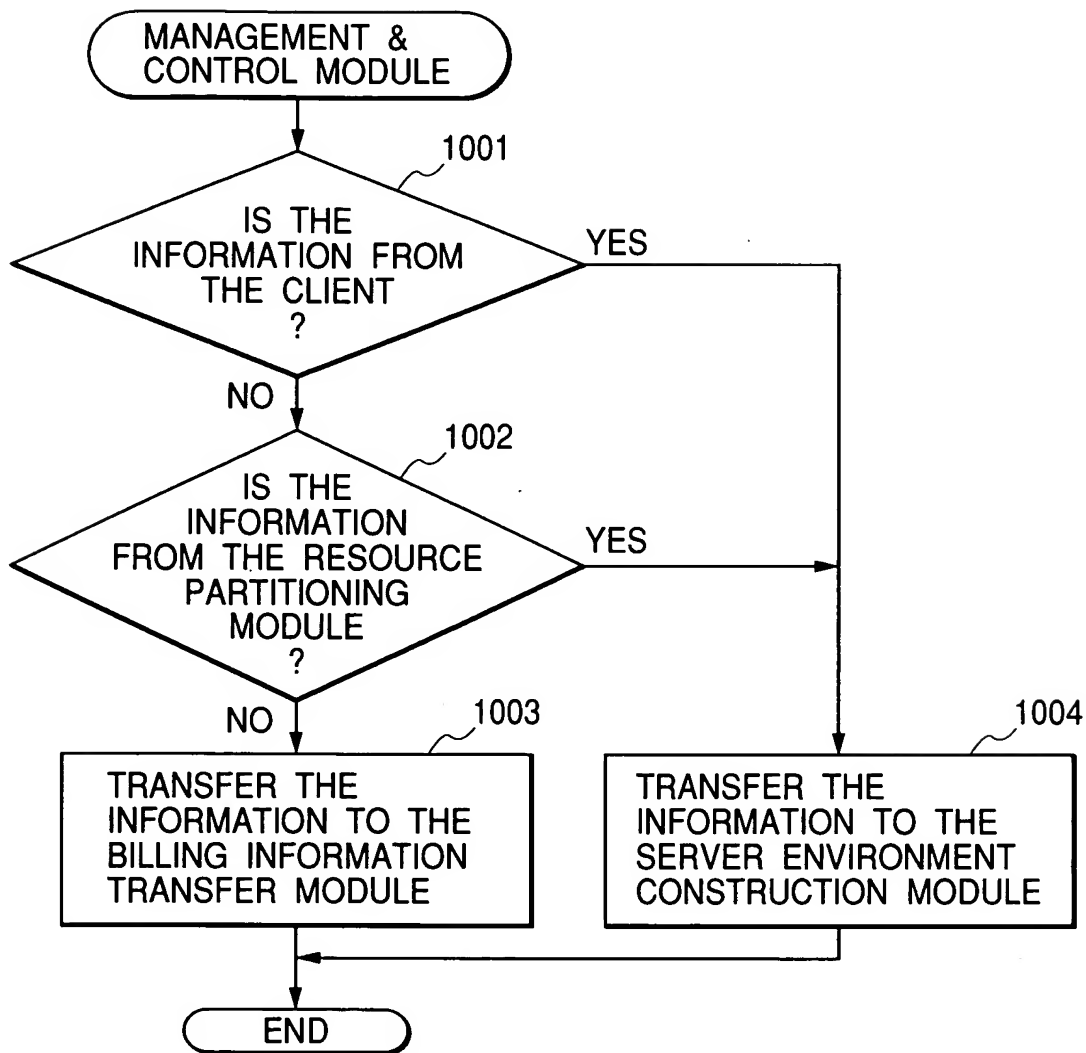 MANAGEMENT &
CONTROL MODULE
1001
IS THE
INFORMATION FROM
THE CLIENT
?
YES
NO
1002
IS THE
INFORMATION
FROM THE RESOURCE
PARTITIONING
MODULE
?
YES
NO
1003
TRANSFER THE
INFORMATION TO THE
BILLING INFORMATION
TRANSFER MODULE
1004
TRANSFER THE
INFORMATION TO THE
SERVER ENVIRONMENT
CONSTRUCTION MODULE
END